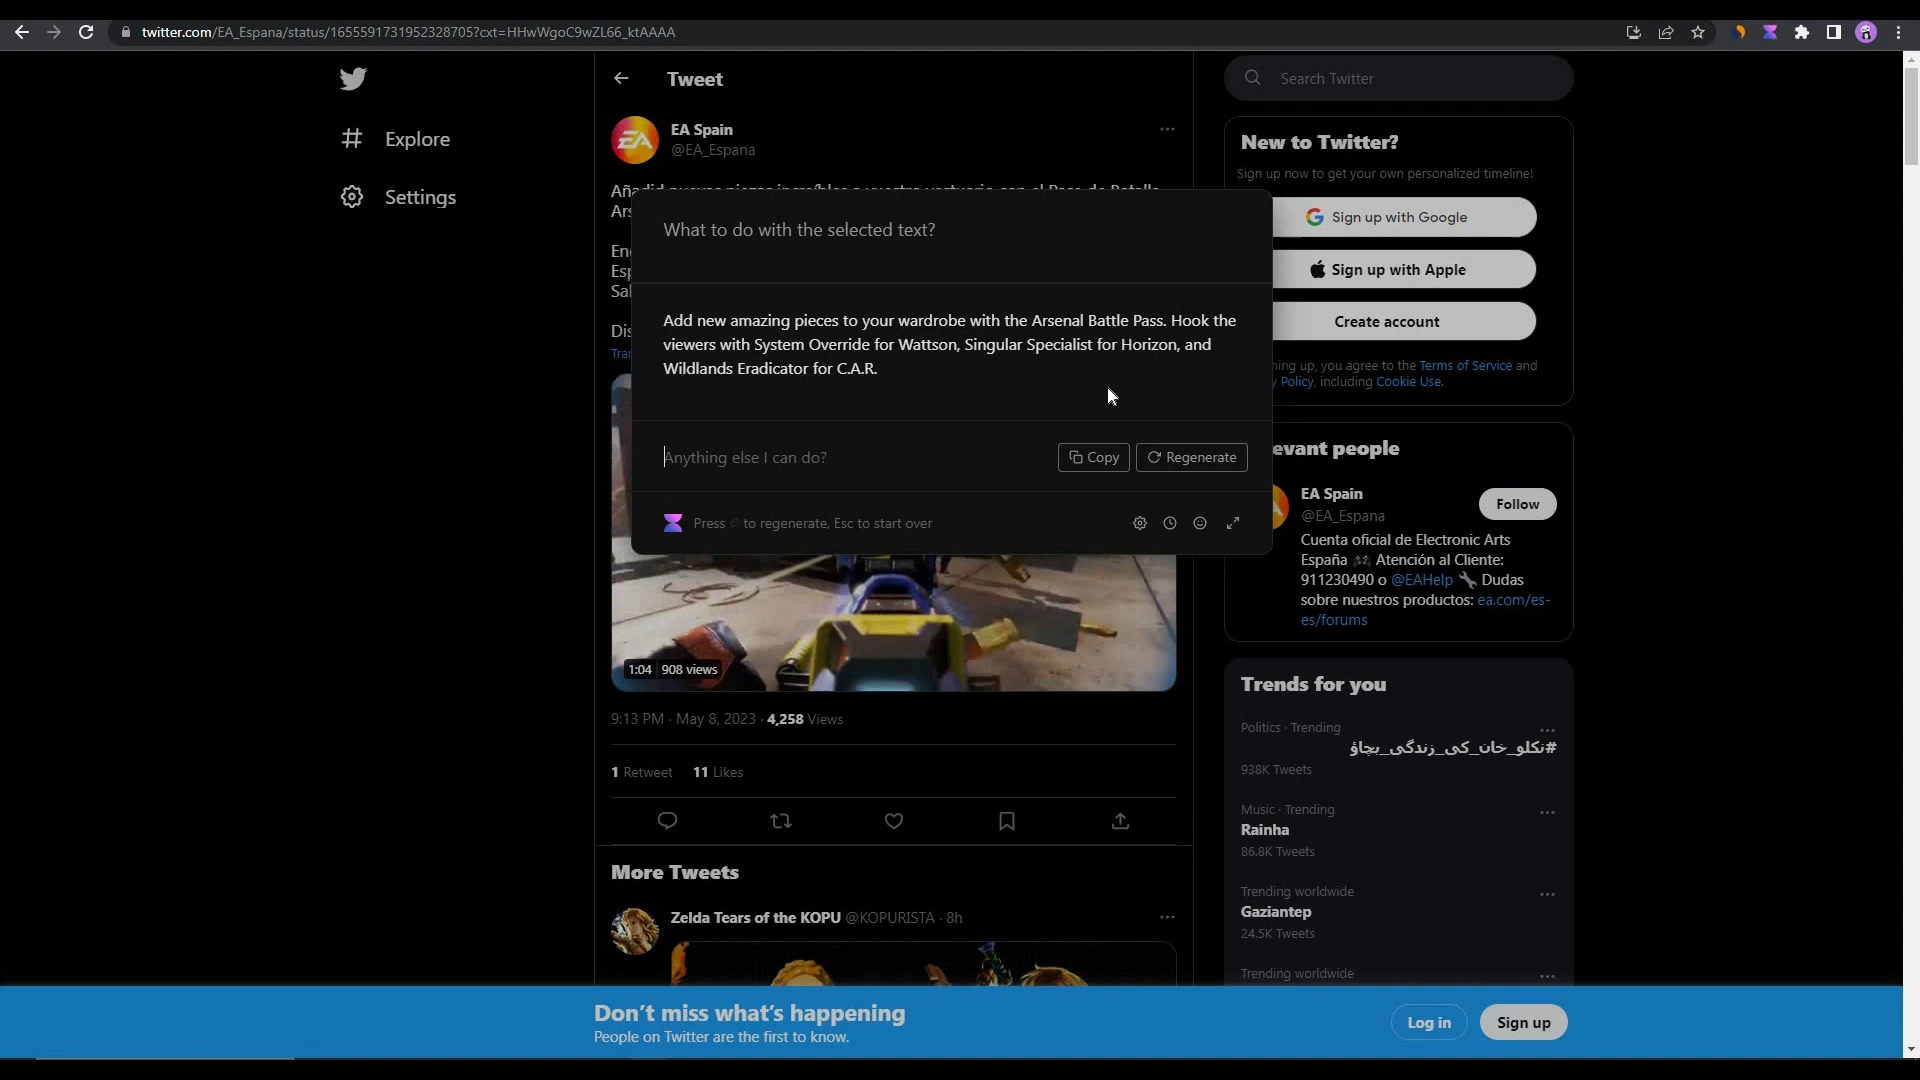 twitter.com/EA_Espana/status/1655591731952328705?cxt=HHwWgoC9wZL66_ktAAAA
Explore
Settings
Tweet
EA Spain
@EA_Espana
Añadid nuevas piezas increíbles a vuestro vestuario con el Pase de Batalla
Ars
Esp
Sal
Dis
Tran
What to do with the selected text?
Add new amazing pieces to your wardrobe with the Arsenal Battle Pass. Hook the
viewers with System Override for Wattson, Singular Specialist for Horizon, and
Wildlands Eradicator for C.A.R.
Anything else I can do?
Copy
Regenerate
Press to regenerate, Esc to start over
1:04 908 views
9:13 PM · May 8, 2023 · 4,258 Views
1 Retweet 11 Likes
More Tweets
Zelda Tears of the KOPU @KOPURISTA · 8h
Search Twitter
New to Twitter?
Sign up now to get your own personalized timeline!
Sign up with Google
Sign up with Apple
Create account
ing up, you agree to the Terms of Service and
Policy, including Cookie Use.
evant people
EA Spain
@EA_Espana
Follow
Cuenta oficial de Electronic Arts
España 🎮 Atención al Cliente:
911230490 o @EAHelp 🔧 Dudas
sobre nuestros productos: ea.com/es-
es/forums
Trends for you
Politics · Trending
#نکلو_خان_کی_زندگی_بچاؤ
938K Tweets
Music · Trending
Rainha
86.8K Tweets
Trending worldwide
Gaziantep
24.5K Tweets
Trending worldwide
Don't miss what's happening
People on Twitter are the first to know.
Log in
Sign up